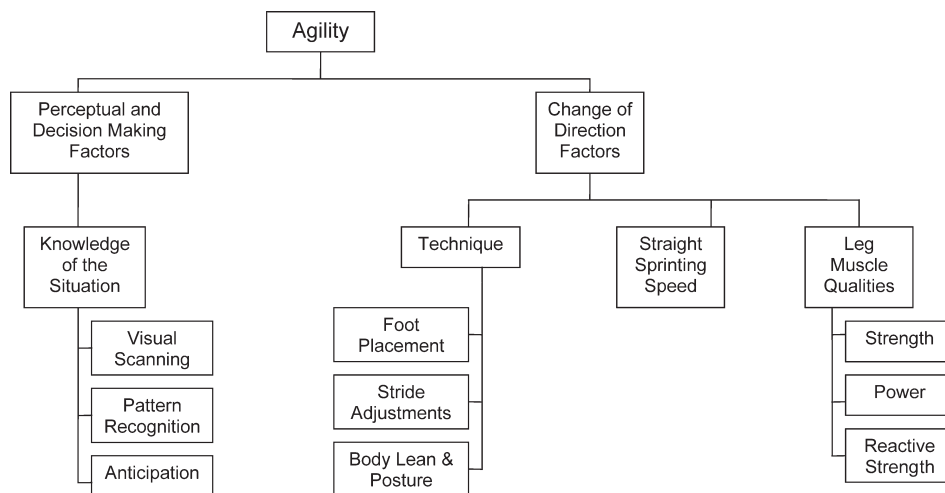 Agility
Perceptual and
Decision Making
Factors
Change of
Direction
Factors
Knowledge
of the
Situation
Technique
Straight
Sprinting
Speed
Leg
Muscle
Qualities
Visual
Scanning
Pattern
Recognition
Anticipation
Foot
Placement
Stride
Adjustments
Body Lean &
Posture
Strength
Power
Reactive
Strength